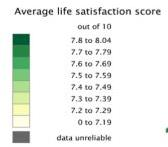 Average life satisfaction score
out of 10
7.8 to 8.04
7.7 to 7.79
7.6 to 7.69
7.5 to 7.59
7.4 to 7.49
7.3 to 7.39
7.2 to 7.29
0 to 7.19
data unreliable